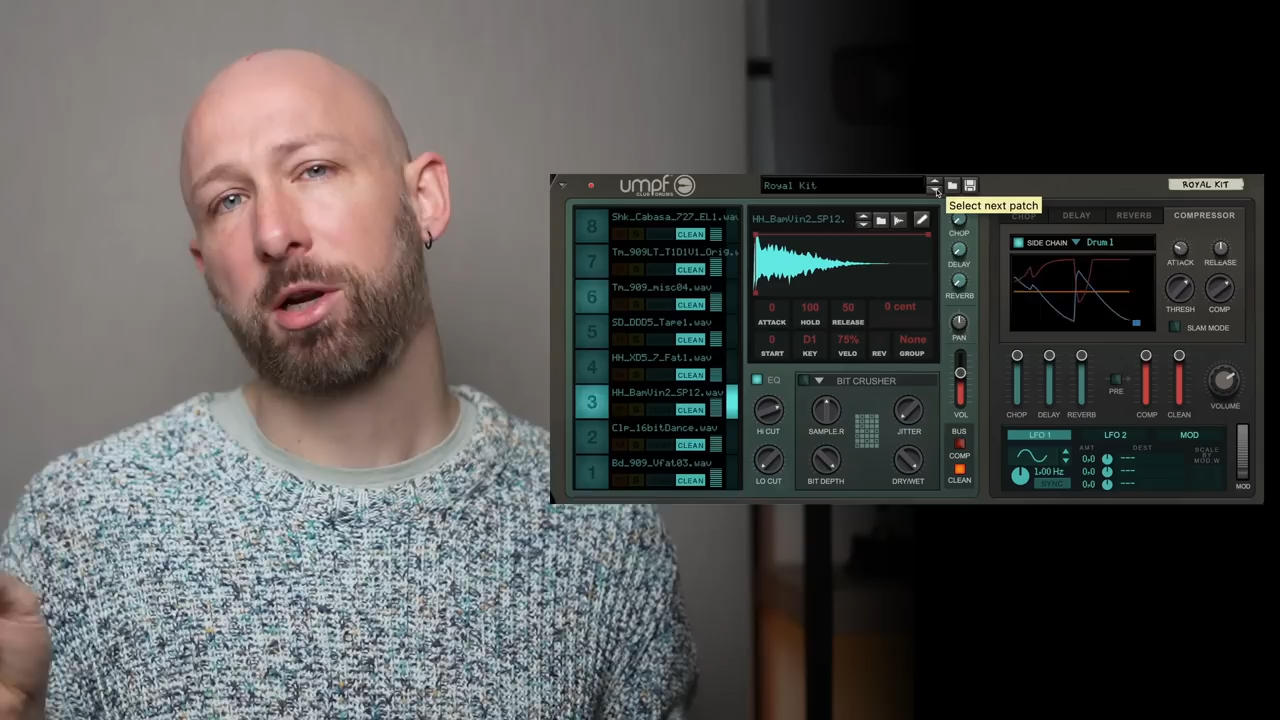 umpf
CLUB DRUMS
Royal Kit
ROYAL KIT
Select next patch
8
Shk_Cabasa_727_EL1.wav
CLEAN
7
Tm_909LT_T1D1V1_Orig.w
CLEAN
6
Tm_909_misc04.wav
CLEAN
5
SD_DDD5_Tape1.wav
CLEAN
4
HH_XD5_7_Fat1.wav
CLEAN
3
HH_BamVin2_SP12.wav
CLEAN
2
Clp_16bitDance.wav
CLEAN
1
Bd_909_Vfat03.wav
CLEAN
HH_BamVin2_SP12.
0 100 50 0 cent
ATTACK HOLD RELEASE
0 D1 75% None
START KEY VELO REV GROUP
EQ
HI CUT
LO CUT
BIT CRUSHER
SAMPLE.R JITTER
BIT DEPTH DRY/WET
CHOP
DELAY
REVERB
PAN
VOL
BUS
COMP
CLEAN
CHOP DELAY REVERB COMPRESSOR
SIDE CHAIN Drum1
ATTACK RELEASE
THRESH COMP
SLAM MODE
PRE
CHOP DELAY REVERB COMP CLEAN
VOLUME
LFO 1 LFO 2 MOD
AMT DEST
SCALE BY MOD.W
1.00 Hz
SYNC
0.0 ---
0.0 ---
0.0 ---
MOD